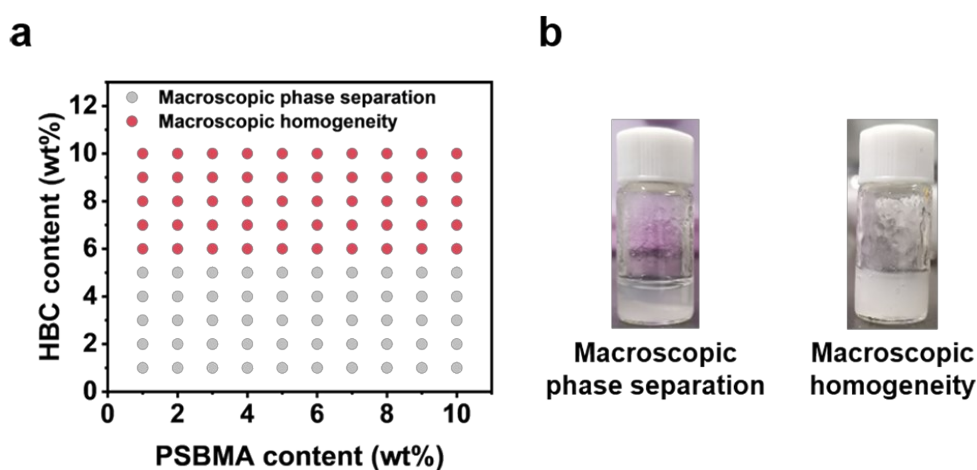 a
b
Macroscopic phase separation
Macroscopic homogeneity
HBC content (wt%)
12
10
8
6
4
2
0
0 2 4 6 8 10
PSBMA content (wt%)
Macroscopic
phase separation
Macroscopic
homogeneity